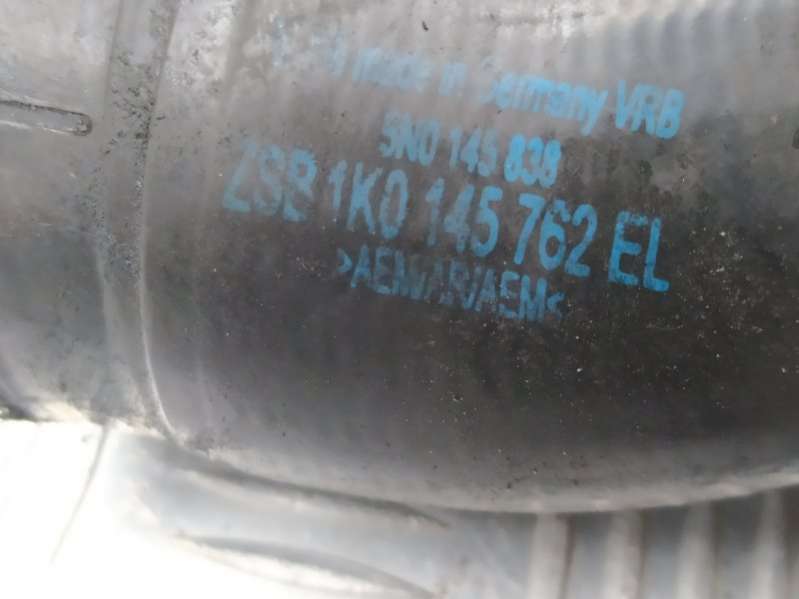 made in Germany VRB
5N0 145 838
ZSB 1K0 145 762 EL